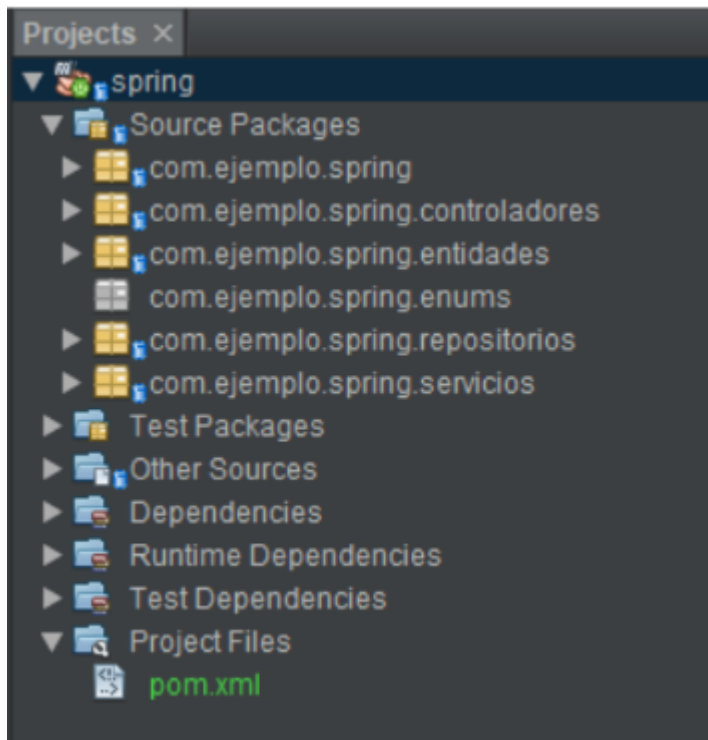 Projects ×
spring
Source Packages
com.ejemplo.spring
com.ejemplo.spring.controladores
com.ejemplo.spring.entidades
com.ejemplo.spring.enums
com.ejemplo.spring.repositorios
com.ejemplo.spring.servicios
Test Packages
Other Sources
Dependencies
Runtime Dependencies
Test Dependencies
Project Files
pom.xml